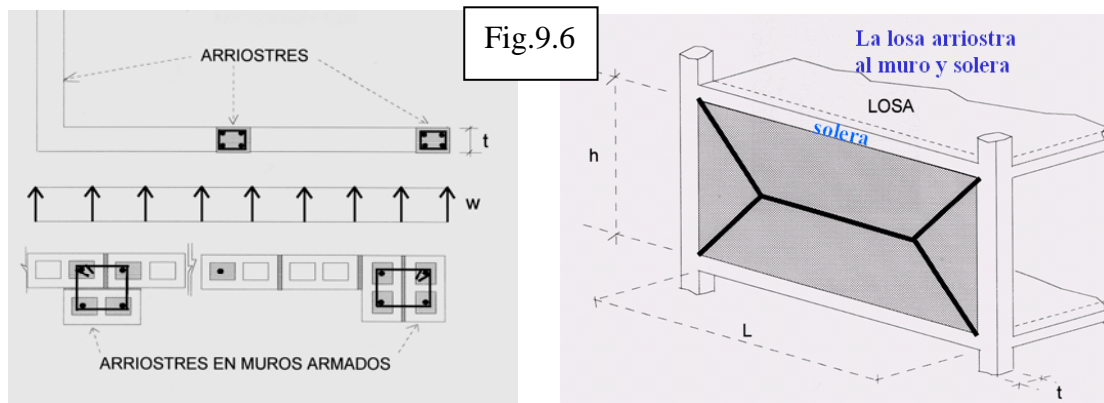 ARRIOSTRES
t
w
ARRIOSTRES EN MUROS ARMADOS
Fig.9.6
La losa arriostra
al muro y solera
LOSA
solera
h
L
t